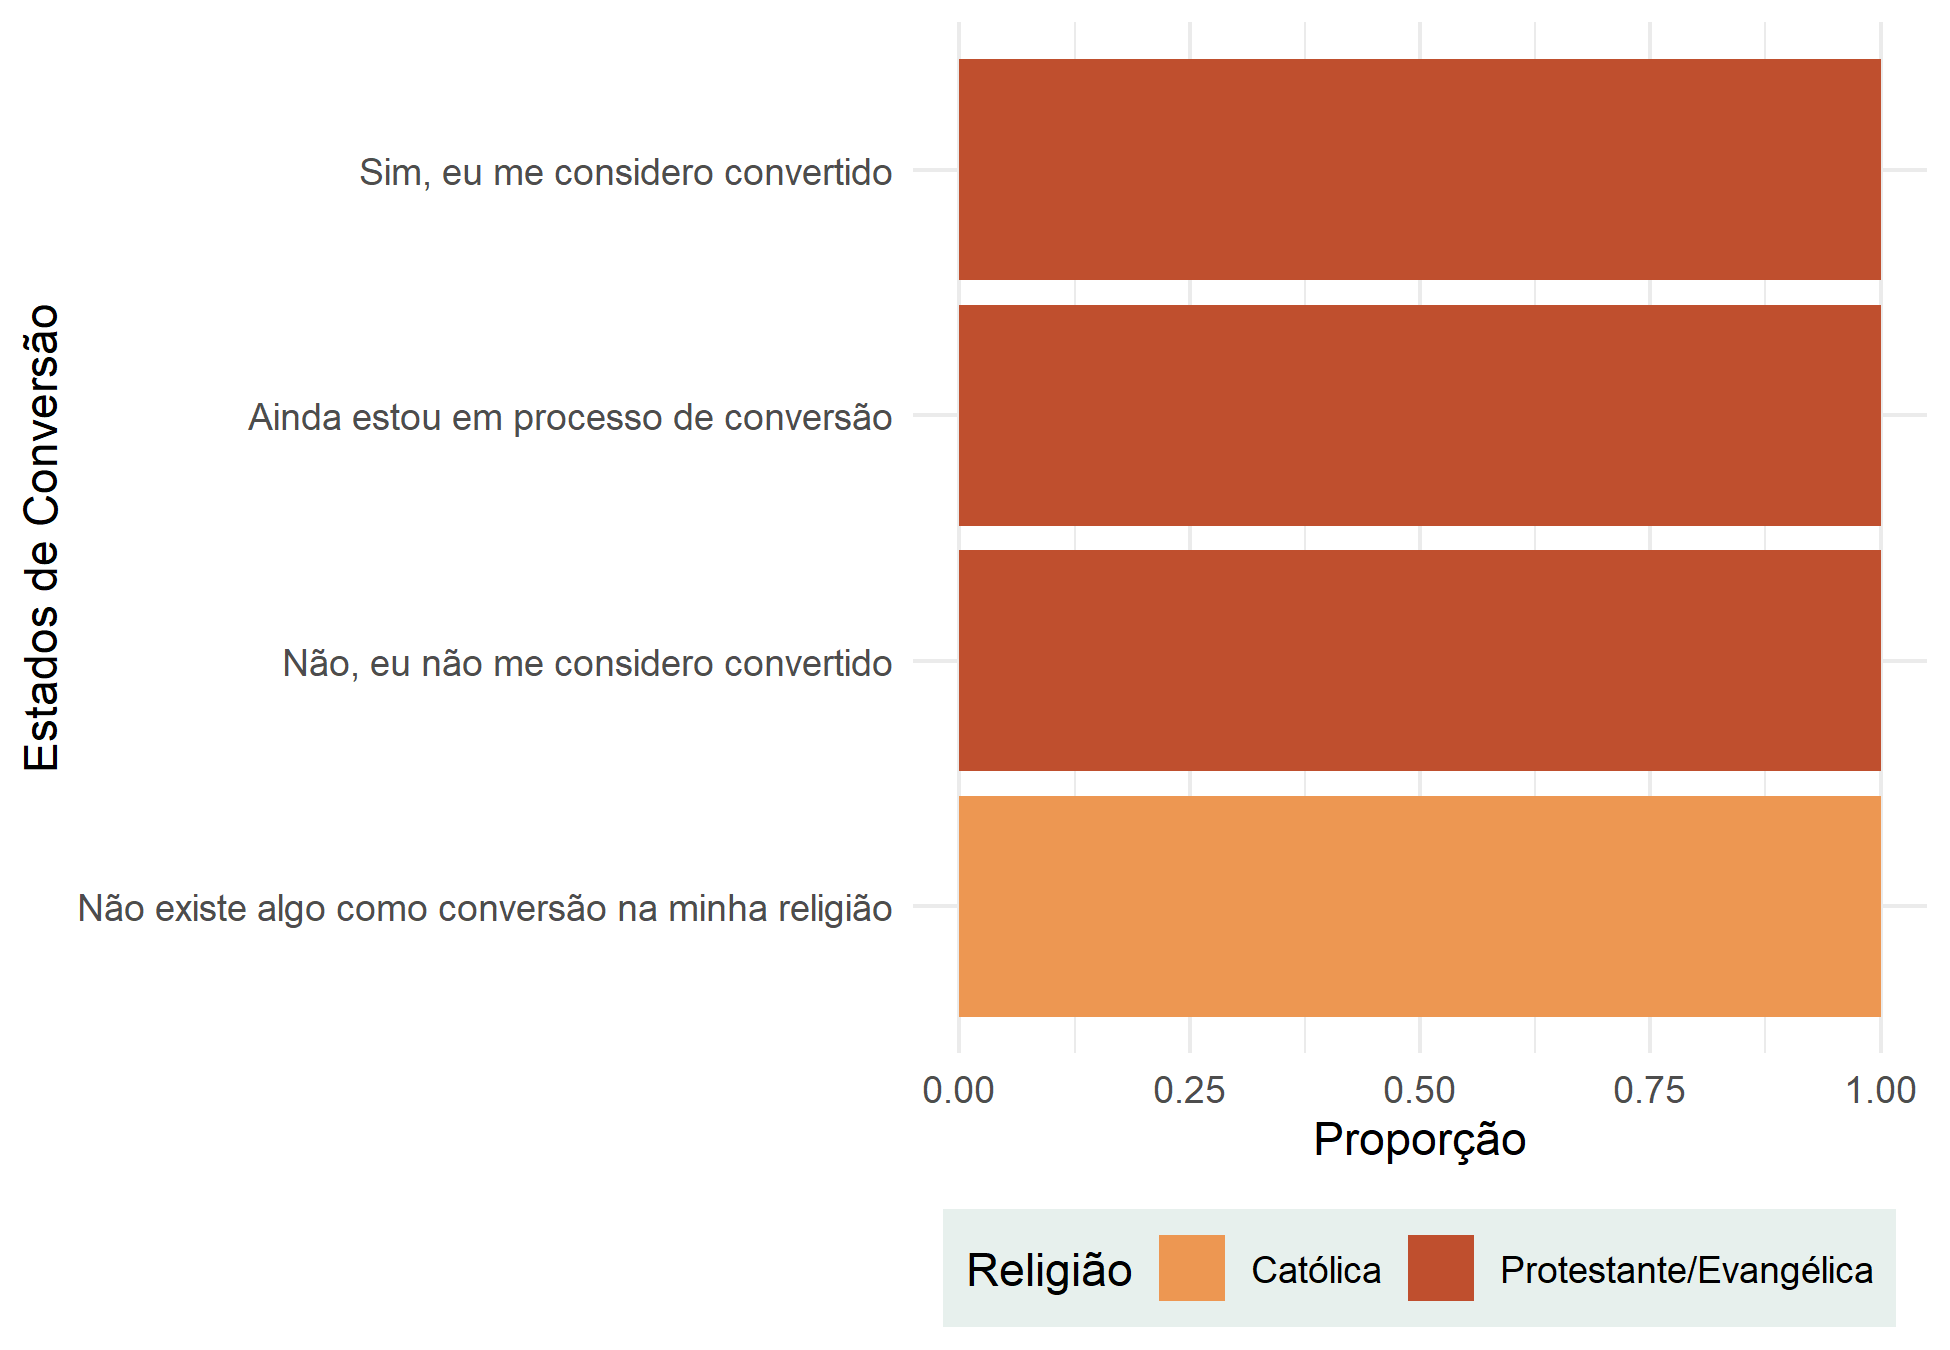 Estados de Conversão
Sim, eu me considero convertido
Ainda estou em processo de conversão
Não, eu não me considero convertido
Não existe algo como conversão na minha religião
0.00 0.25 0.50 0.75 1.00
Proporção
Religião Católica Protestante/Evangélica